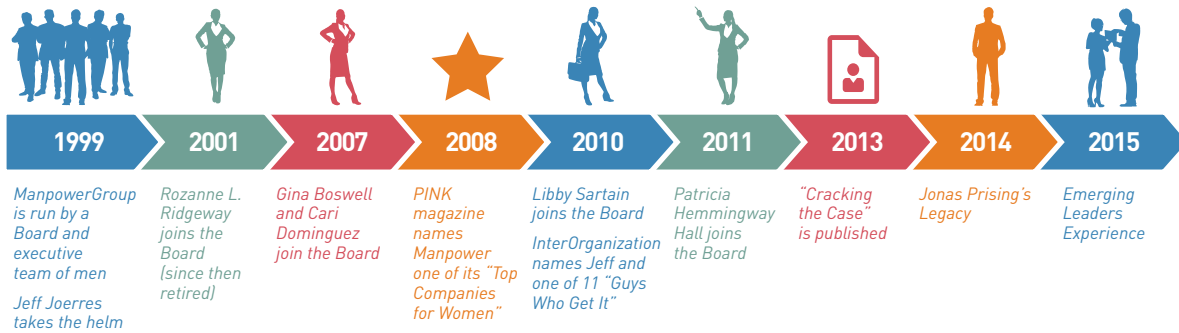 1999
2001
2007
2008
2010
2011
2013
2014
2015
ManpowerGroup
is run by a
Board and
executive
team of men
Jeff Joerres
takes the helm
Rozanne L.
Ridgeway
joins the
Board
(since then
retired)
Gina Boswell
and Cari
Dominguez
join the Board
PINK
magazine
names
Manpower
one of its “Top
Companies
for Women”
Libby Sartain
joins the Board
InterOrganization
names Jeff and
one of 11 “Guys
Who Get It”
Patricia
Hemmingway
Hall joins
the Board
“Cracking
the Case”
is published
Jonas Prising’s
Legacy
Emerging
Leaders
Experience